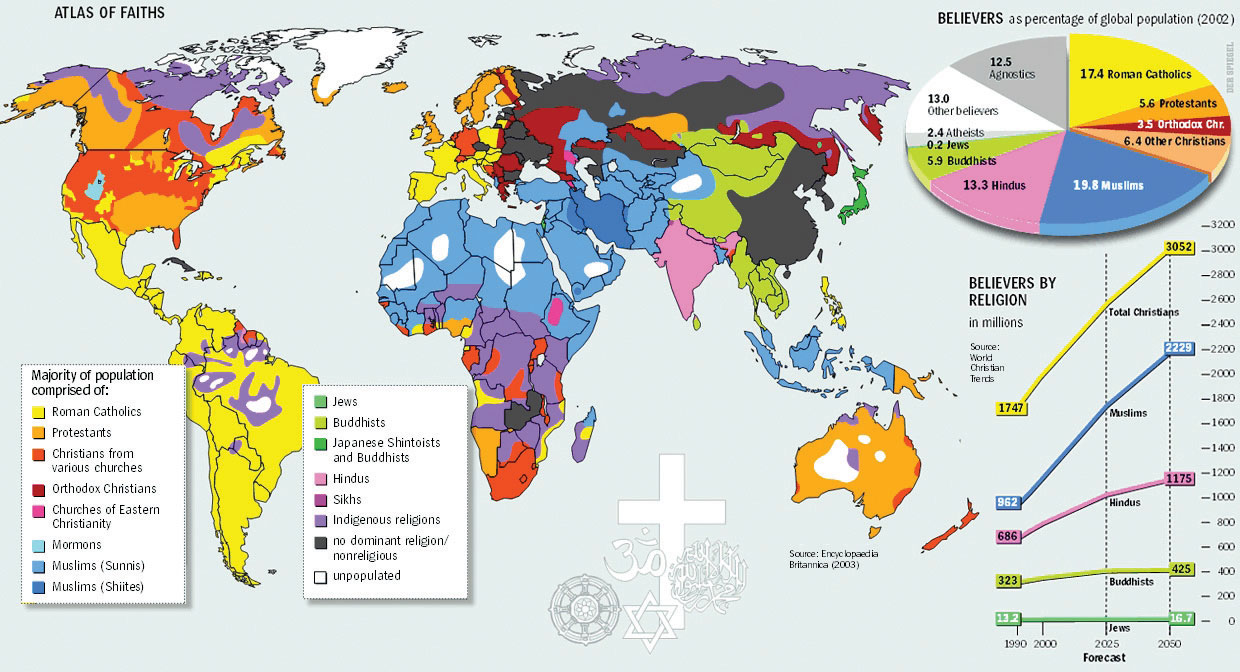 ATLAS OF FAITHS
BELIEVERS as percentage of global population (2002)
DER SPIEGEL
12.5
Agnostics
17.4 Roman Catholics
13.0
Other believers
5.6 Protestants
3.5 Orthodox Chr.
2.4 Atheists
6.4 Other Christians
0.2 Jews
5.9 Buddhists
13.3 Hindus
19.8 Muslims
BELIEVERS BY
RELIGION
in millions
Source:
World
Christian
Trends
3200
3000
2800
2600
2400
2200
2000
1800
1600
1400
1200
1000
800
600
400
200
0
3052
Total Christians
1747
2229
Muslims
962
1175
Hindus
686
425
Buddhists
323
16.7
Jews
13.2
1990 2000 2025 2050
Forecast
Majority of population
comprised of:
Roman Catholics
Protestants
Christians from
various churches
Orthodox Christians
Churches of Eastern
Christianity
Mormons
Muslims (Sunnis)
Muslims (Shiites)
Jews
Buddhists
Japanese Shintoists
and Buddhists
Hindus
Sikhs
Indigenous religions
no dominant religion/
nonreligious
unpopulated
Source: Encyclopaedia
Britannica (2003)
ॐ